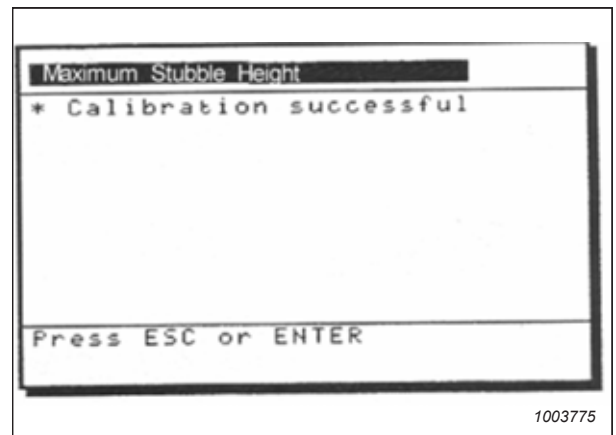 Maximum Stubble Height
* Calibration successful
Press ESC or ENTER
1003775